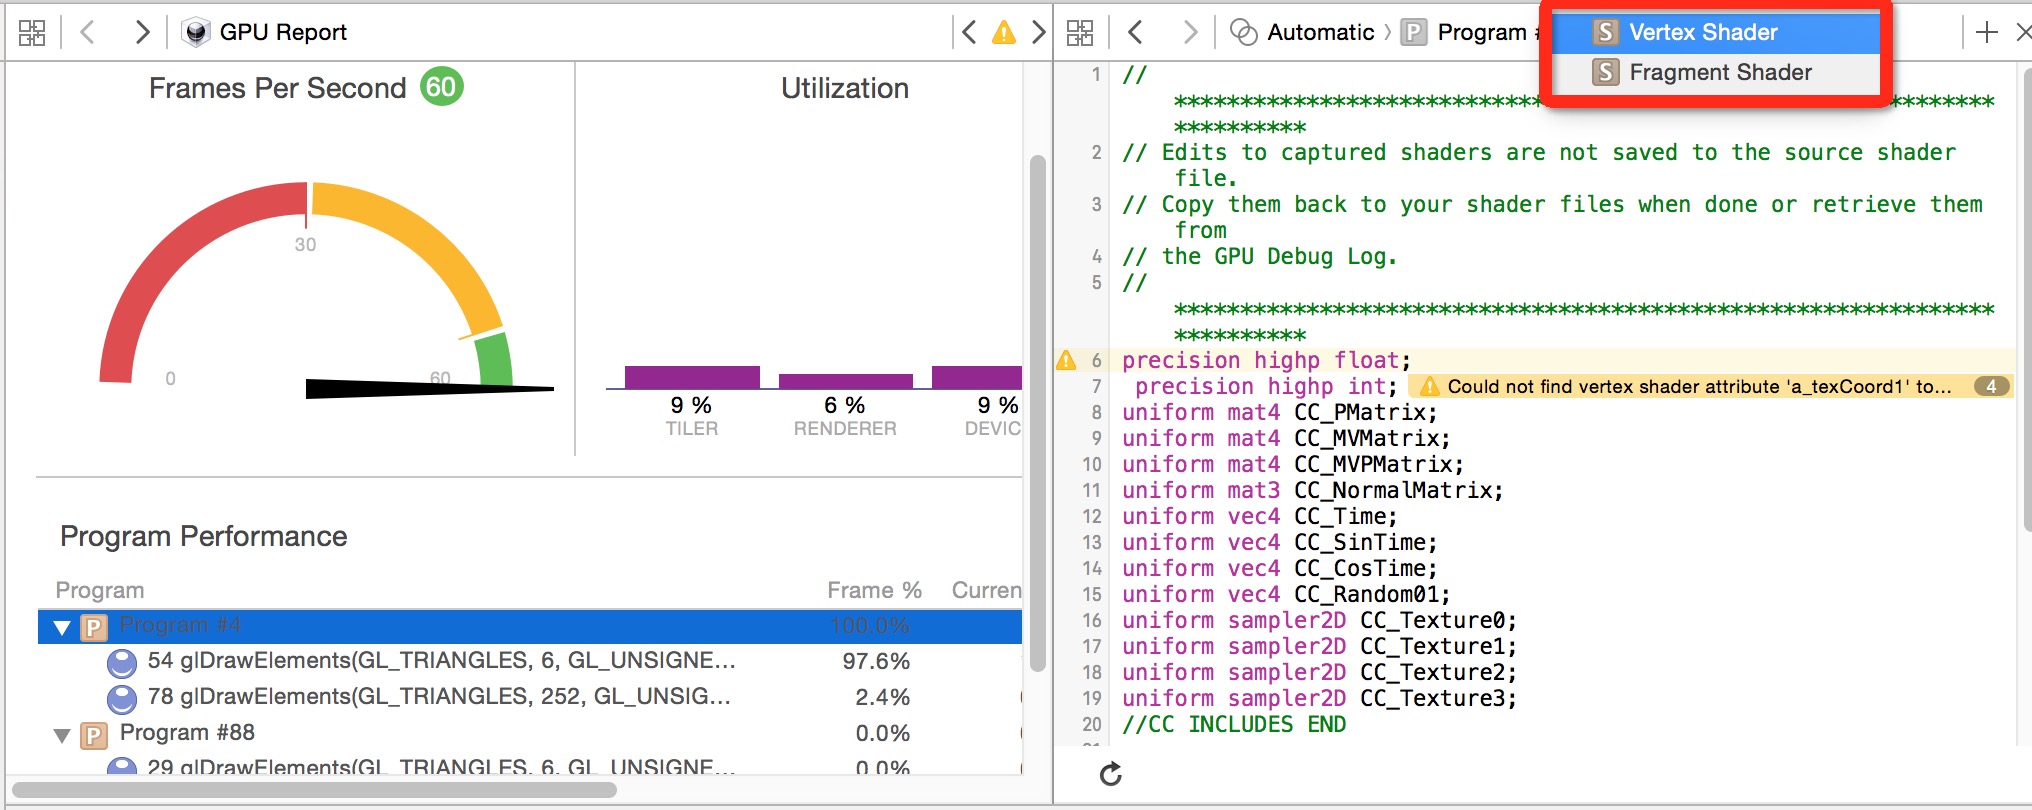 GPU Report
Frames Per Second 60
30
0
60
Utilization
9 %
TILER
6 %
RENDERER
9 %
DEVIC
Program Performance
Program Frame % Curren
P Program #4 100.0%
54 glDrawElements(GL_TRIANGLES, 6, GL_UNSIGNE... 97.6%
78 glDrawElements(GL_TRIANGLES, 252, GL_UNSIG... 2.4%
P Program #88 0.0%
29 glDrawElements(GL_TRIANGLES, 6, GL_UNSIGNE... 0.0%
Automatic 〉 P Program #
S Vertex Shader
S Fragment Shader
1 //
**************************************************************
**********
2 // Edits to captured shaders are not saved to the source shader
file.
3 // Copy them back to your shader files when done or retrieve them
from
4 // the GPU Debug Log.
5 //
**************************************************************
**********
6 precision highp float;
7 precision highp int; Could not find vertex shader attribute 'a_texCoord1' to... 4
8 uniform mat4 CC_PMatrix;
9 uniform mat4 CC_MVMatrix;
10 uniform mat4 CC_MVPMatrix;
11 uniform mat3 CC_NormalMatrix;
12 uniform vec4 CC_Time;
13 uniform vec4 CC_SinTime;
14 uniform vec4 CC_CosTime;
15 uniform vec4 CC_Random01;
16 uniform sampler2D CC_Texture0;
17 uniform sampler2D CC_Texture1;
18 uniform sampler2D CC_Texture2;
19 uniform sampler2D CC_Texture3;
20 //CC INCLUDES END